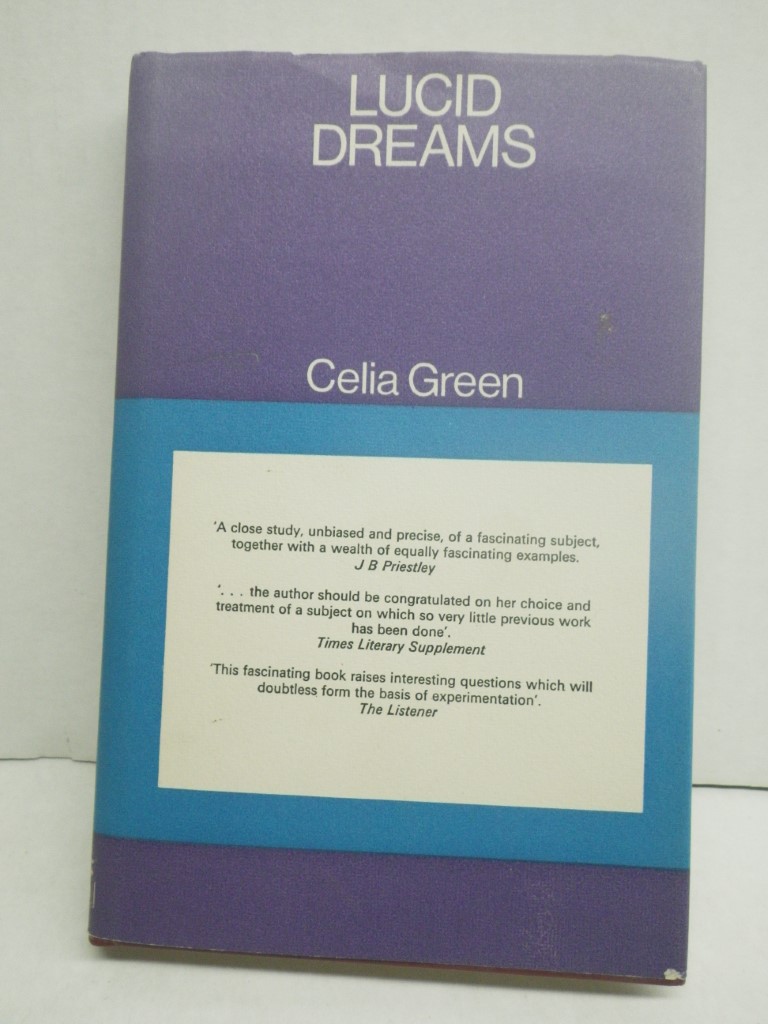 LUCID
DREAMS
Celia Green
'A close study, unbiased and precise, of a fascinating subject,
together with a wealth of equally fascinating examples.
J B Priestley
'. . . the author should be congratulated on her choice and
treatment of a subject on which so very little previous work
has been done'.
Times Literary Supplement
'This fascinating book raises interesting questions which will
doubtless form the basis of experimentation'.
The Listener